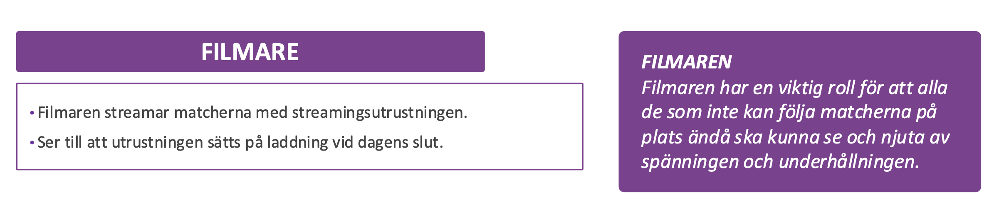 FILMARE
• Filmaren streamar matcherna med streamingsutrustningen.
• Ser till att utrustningen sätts på laddning vid dagens slut.
FILMAREN
Filmaren har en viktig roll för att alla
de som inte kan följa matcherna på
plats ändå ska kunna se och njuta av
spänningen och underhållningen.